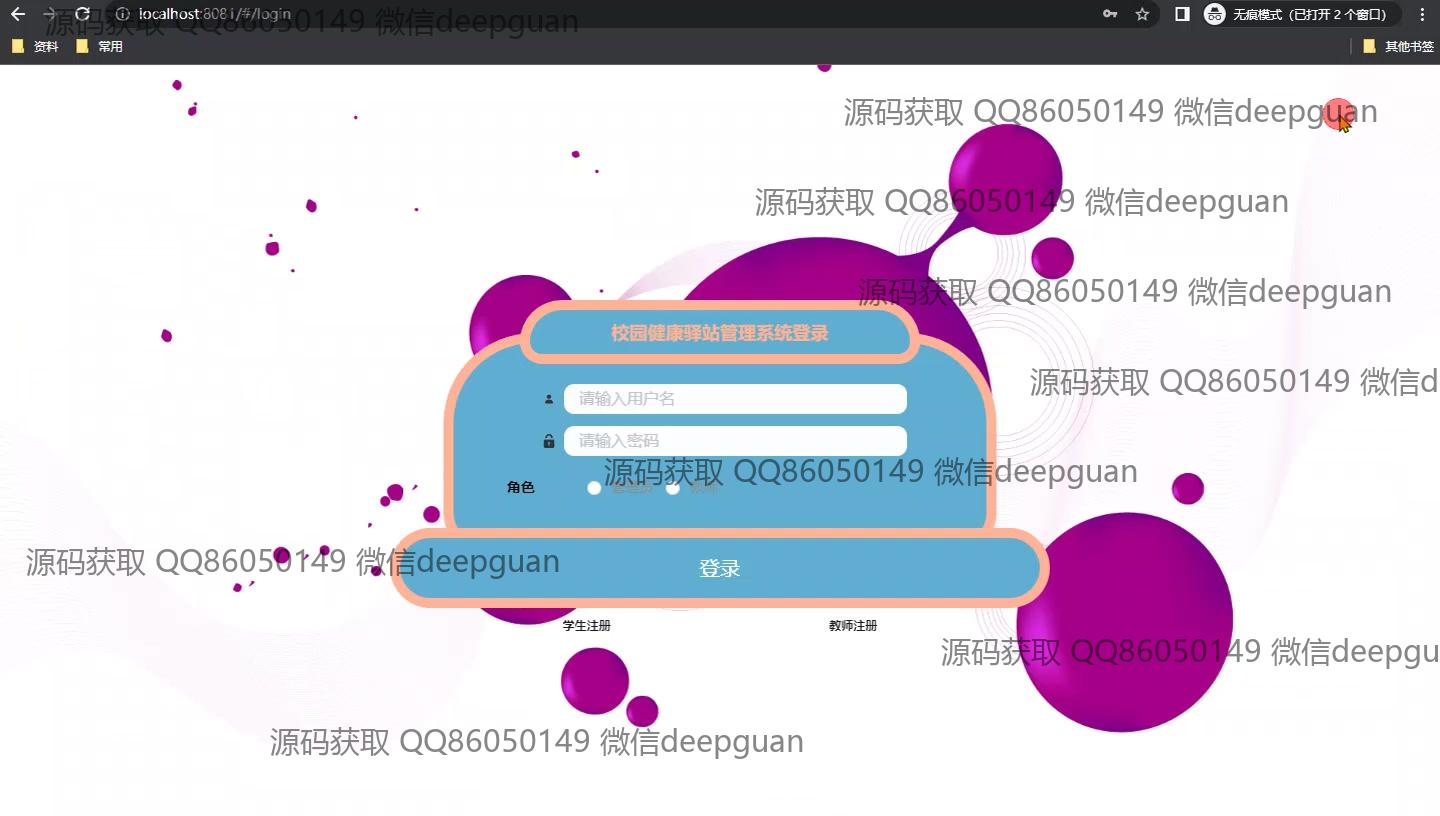 localhost:8081/#/login
无痕模式（已打开 2 个窗口）
源码获取 QQ86050149 微信deepguan
资料
常用
其他书签
源码获取 QQ86050149 微信deepguan
源码获取 QQ86050149 微信deepguan
源码获取 QQ86050149 微信deepguan
校园健康驿站管理系统登录
源码获取 QQ86050149 微信d
请输入用户名
请输入密码
源码获取 QQ86050149 微信deepguan
角色
管理员
教师
源码获取 QQ86050149 微信deepguan
登录
学生注册
教师注册
源码获取 QQ86050149 微信deepgu
源码获取 QQ86050149 微信deepguan